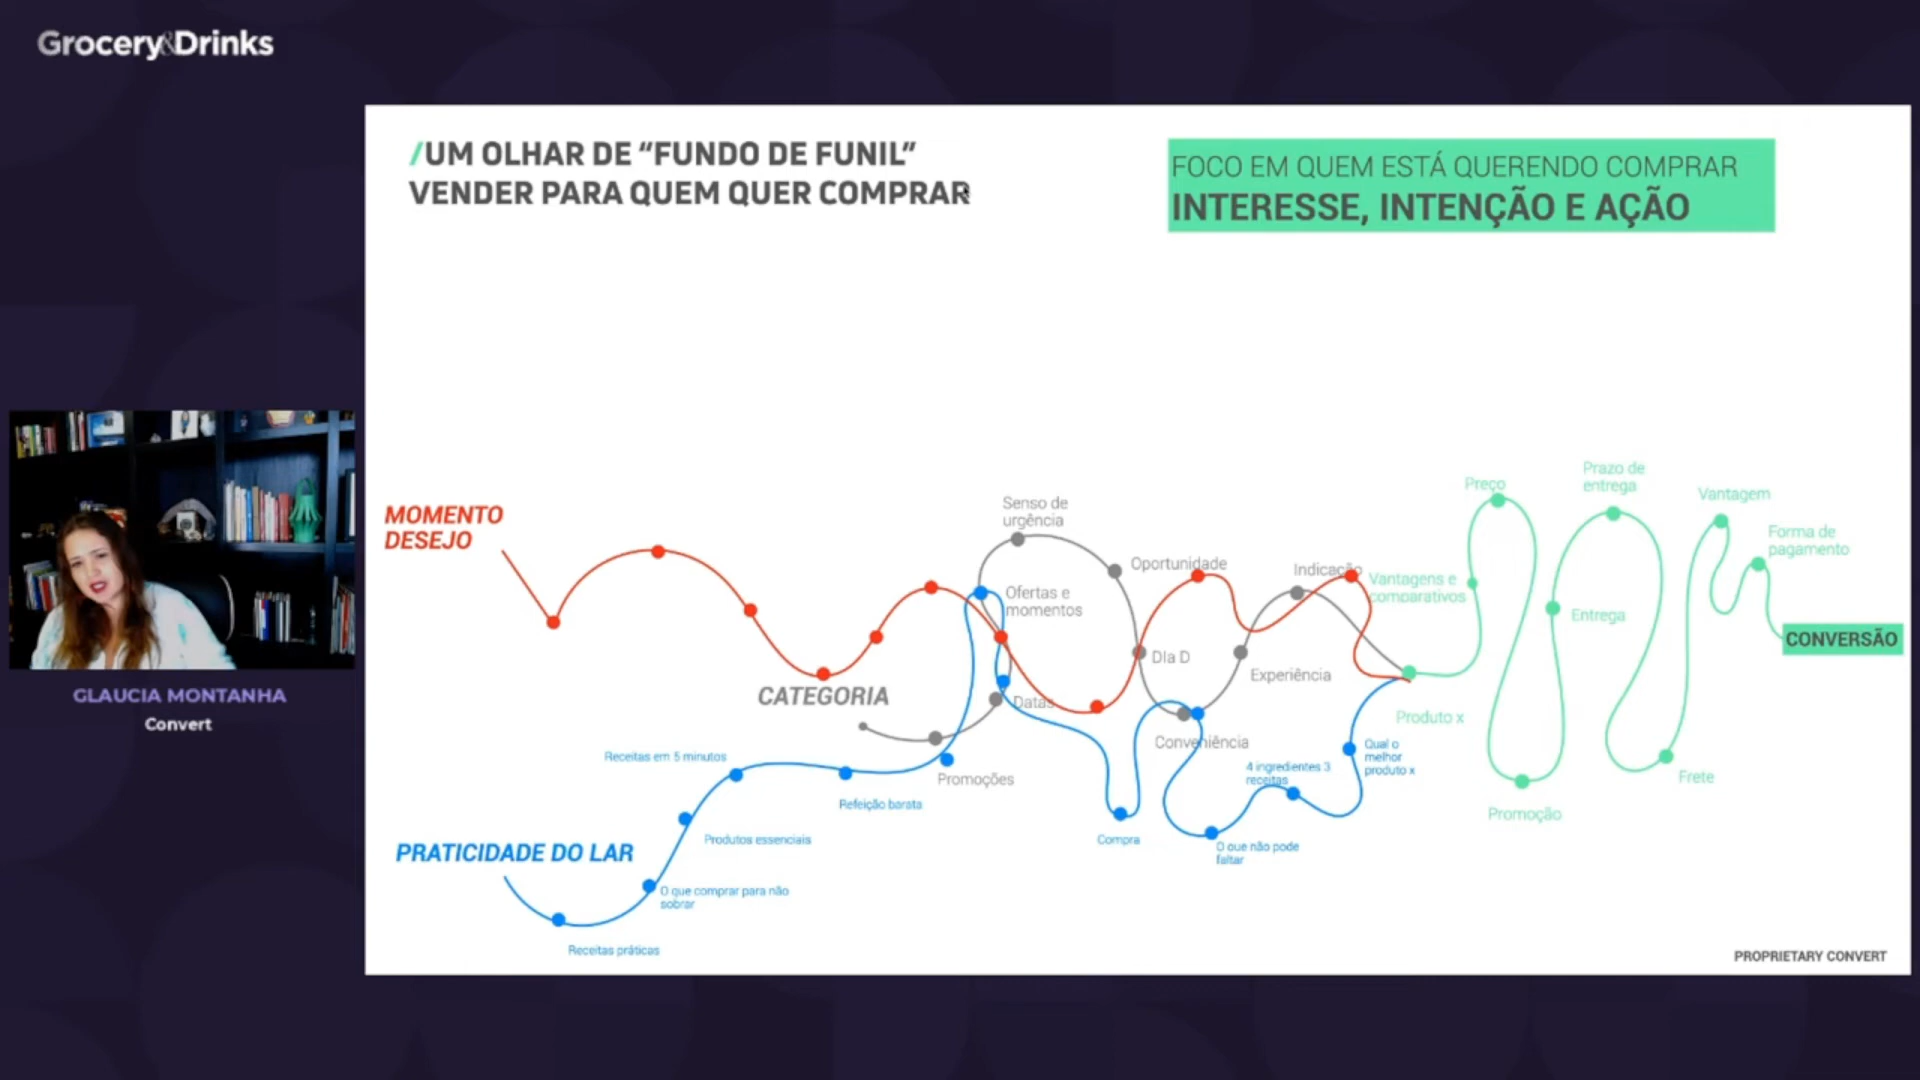 Grocery&Drinks
/UM OLHAR DE “FUNDO DE FUNIL”
VENDER PARA QUEM QUER COMPRAR
FOCO EM QUEM ESTÁ QUERENDO COMPRAR
INTERESSE, INTENÇÃO E AÇÃO
MOMENTO
DESEJO
CATEGORIA
PRATICIDADE DO LAR
Receitas práticas
O que comprar para não
sobrar
Produtos essenciais
Receitas em 5 minutos
Refeição barata
Promoções
Datas
Ofertas e
momentos
Senso de
urgência
Oportunidade
DIa D
Conveniência
Experiência
Indicação
Compra
O que não pode
faltar
4 ingredientes 3
receitas
Qual o
melhor
produto x
Produto x
Vantagens e
comparativos
Preço
Promoção
Entrega
Prazo de
entrega
Frete
Vantagem
Forma de
pagamento
CONVERSÃO
PROPRIETARY CONVERT
GLAUCIA MONTANHA
Convert